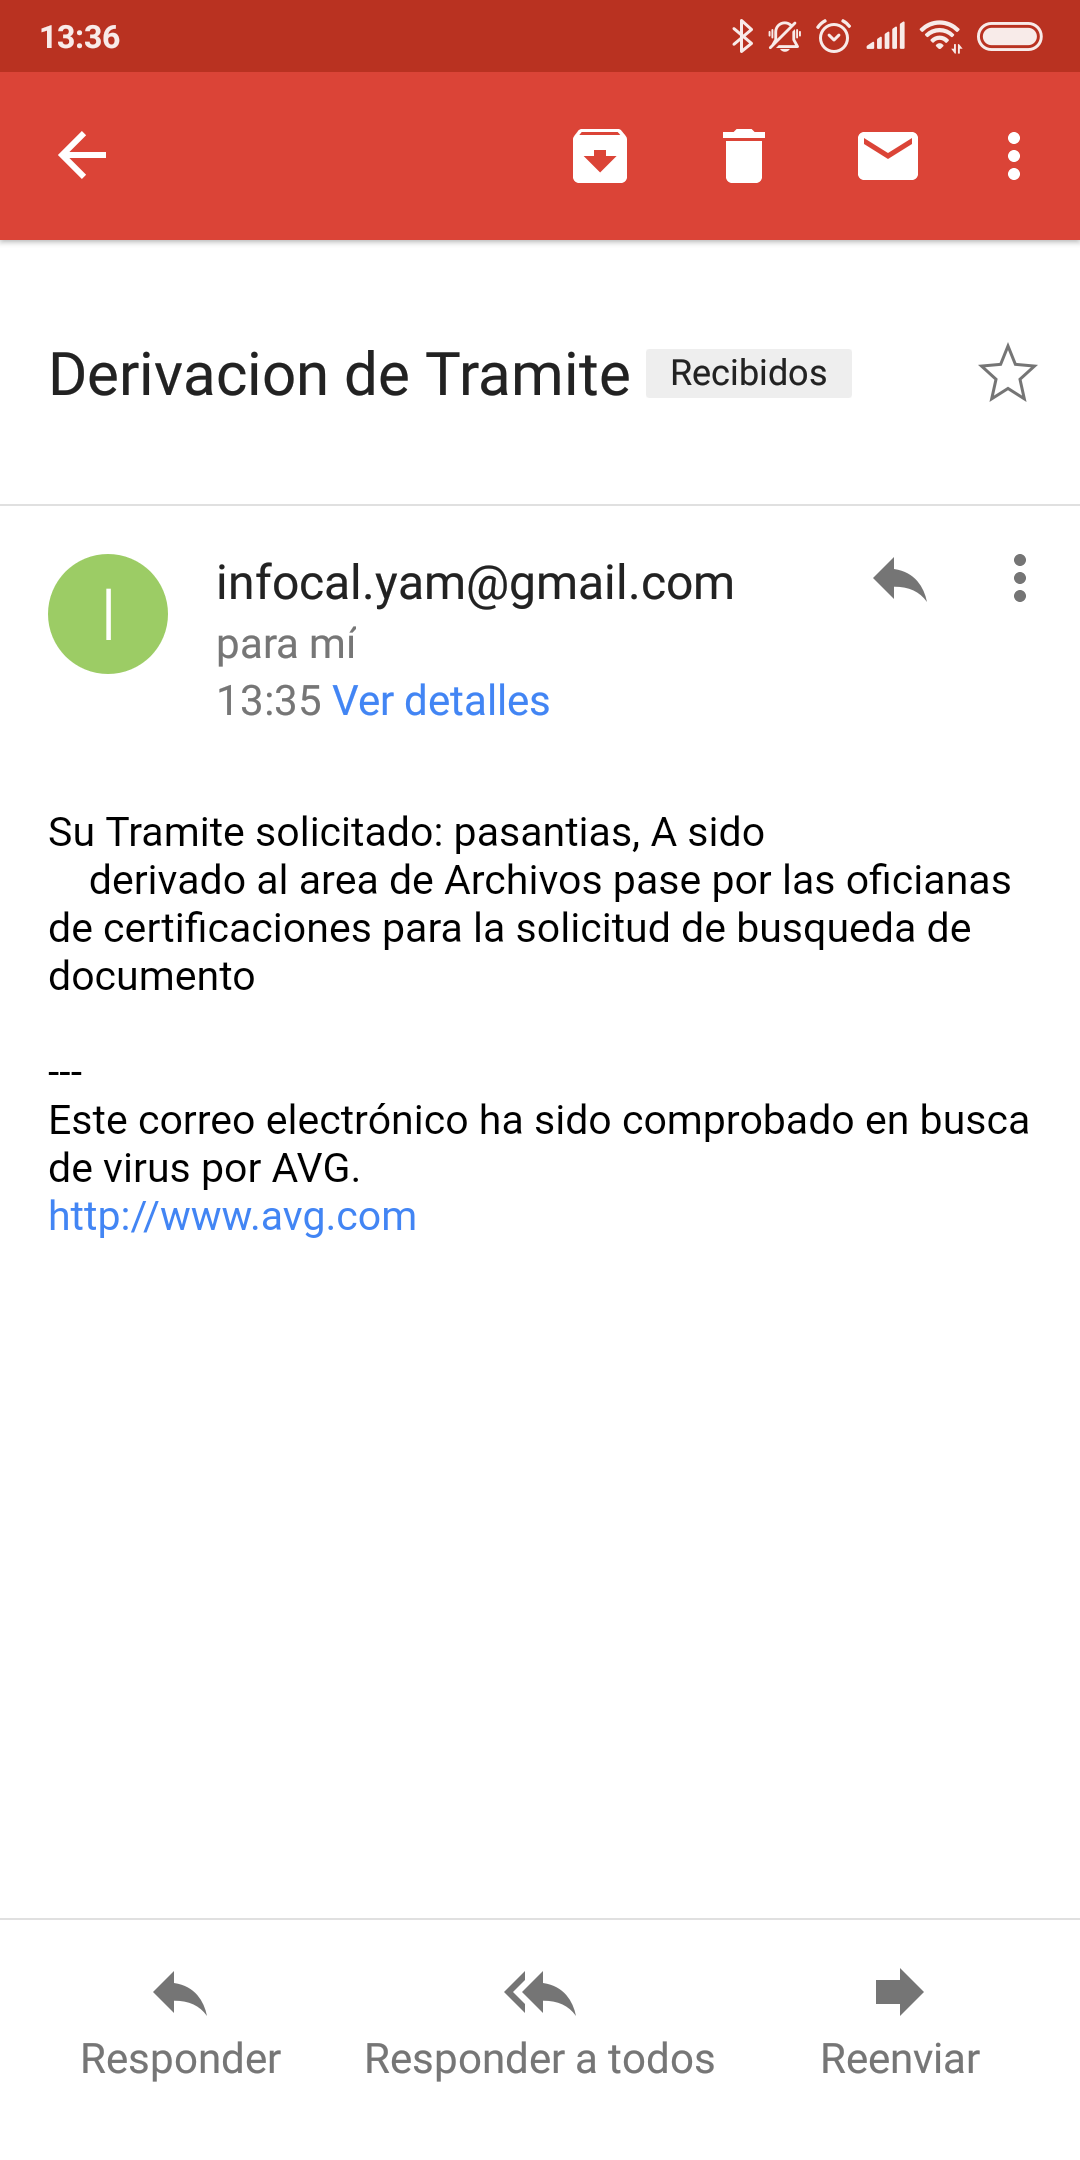 13:36
Derivacion de Tramite Recibidos
I
infocal.yam@gmail.com
para mí
13:35 Ver detalles
Su Tramite solicitado: pasantias, A sido
derivado al area de Archivos pase por las oficianas
de certificaciones para la solicitud de busqueda de
documento
---
Este correo electrónico ha sido comprobado en busca
de virus por AVG.
http://www.avg.com
Responder Responder a todos Reenviar